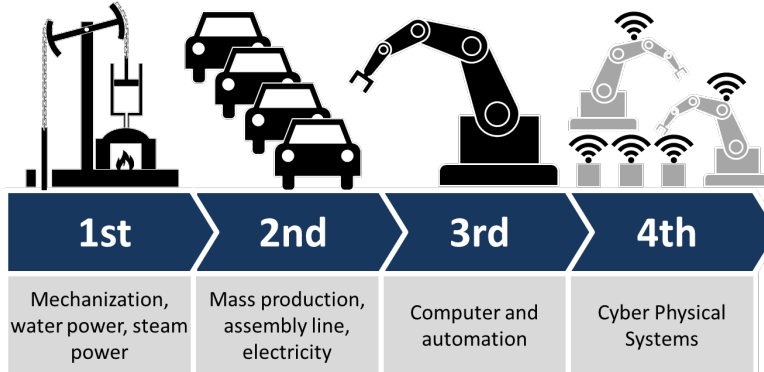 1st
2nd
3rd
4th
Mechanization,
water power, steam
power
Mass production,
assembly line,
electricity
Computer and
automation
Cyber Physical
Systems